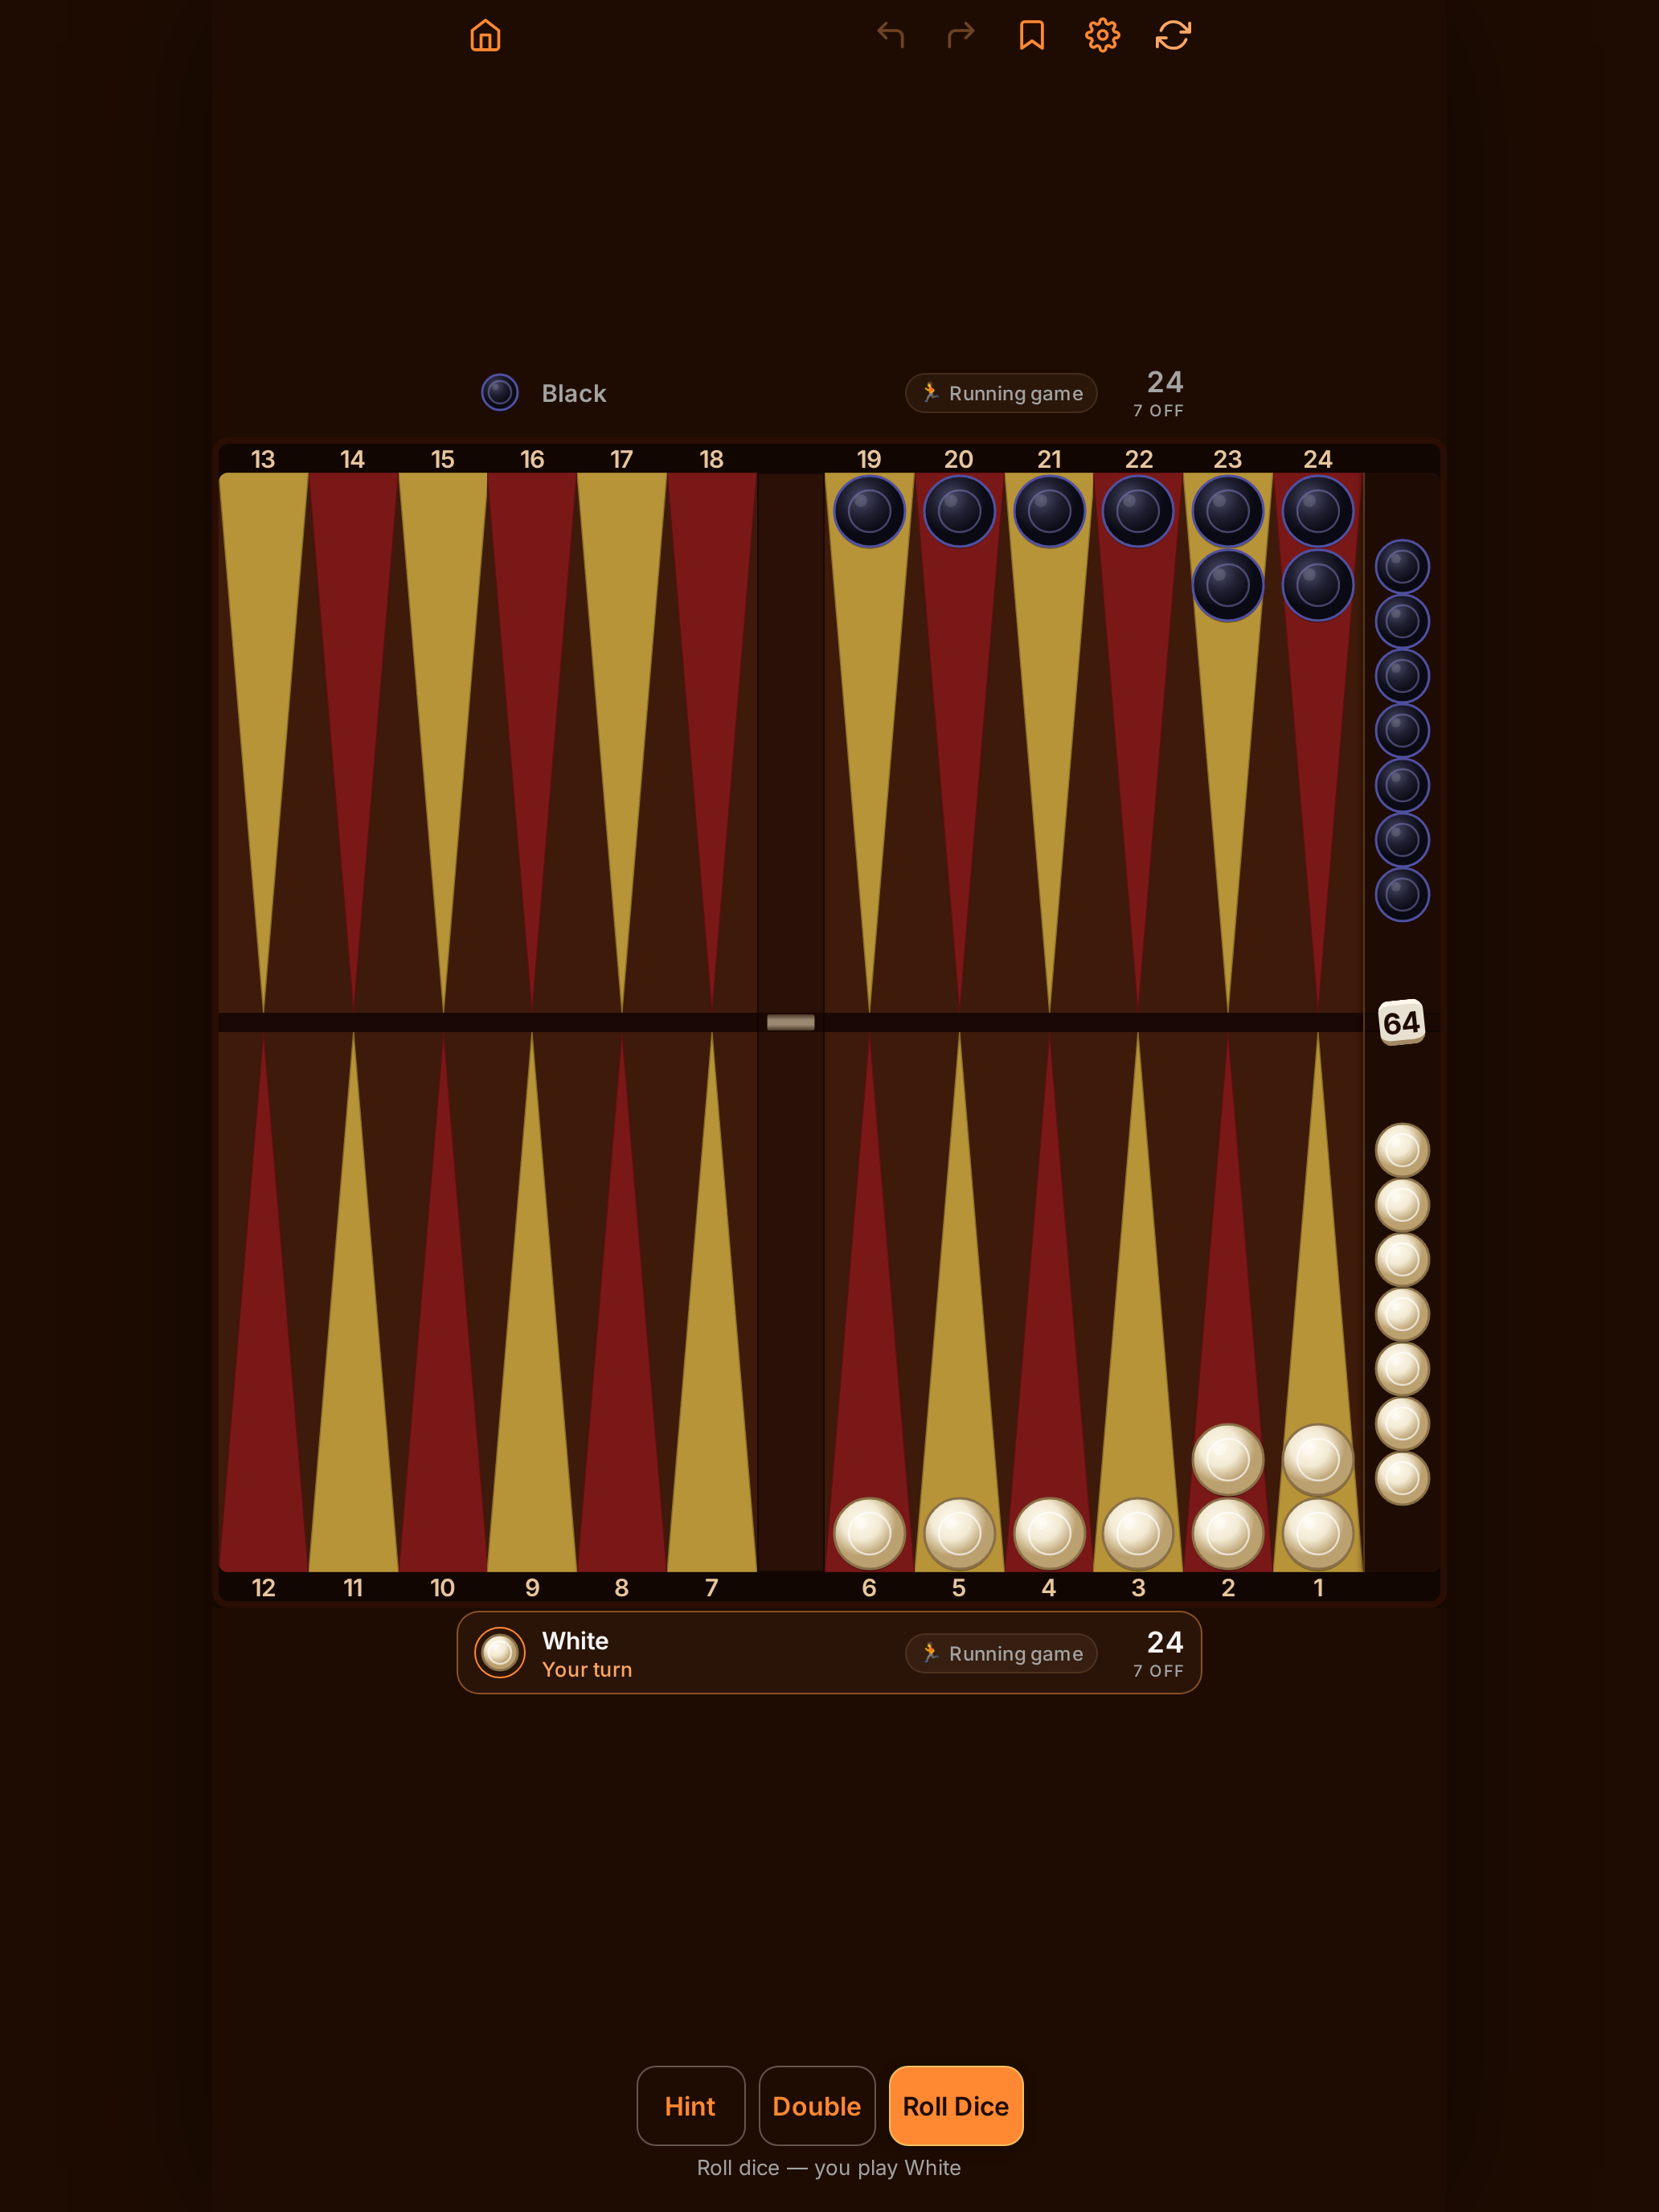 Black
🏃 Running game
24
7 OFF
13 14 15 16 17 18 19 20 21 22 23 24
64
12 11 10 9 8 7 6 5 4 3 2 1
White
Your turn
🏃 Running game
24
7 OFF
Hint
Double
Roll Dice
Roll dice — you play White